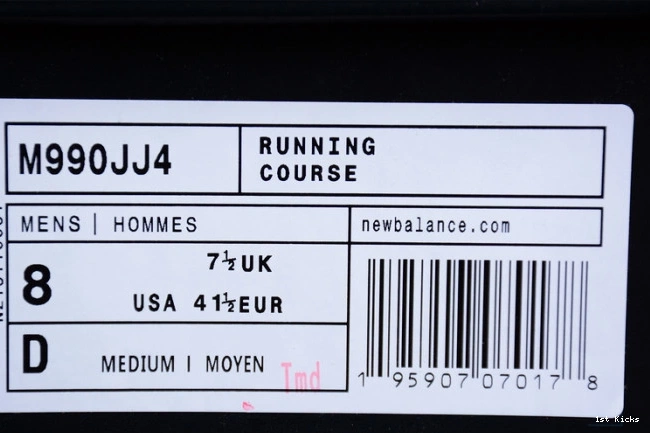 M990JJ4
RUNNING
COURSE
MENS | HOMMES
newbalance.com
8
7½UK
USA 41½EUR
D
MEDIUM | MOYEN
Tmd
1 95907 07017 8
1st Kicks